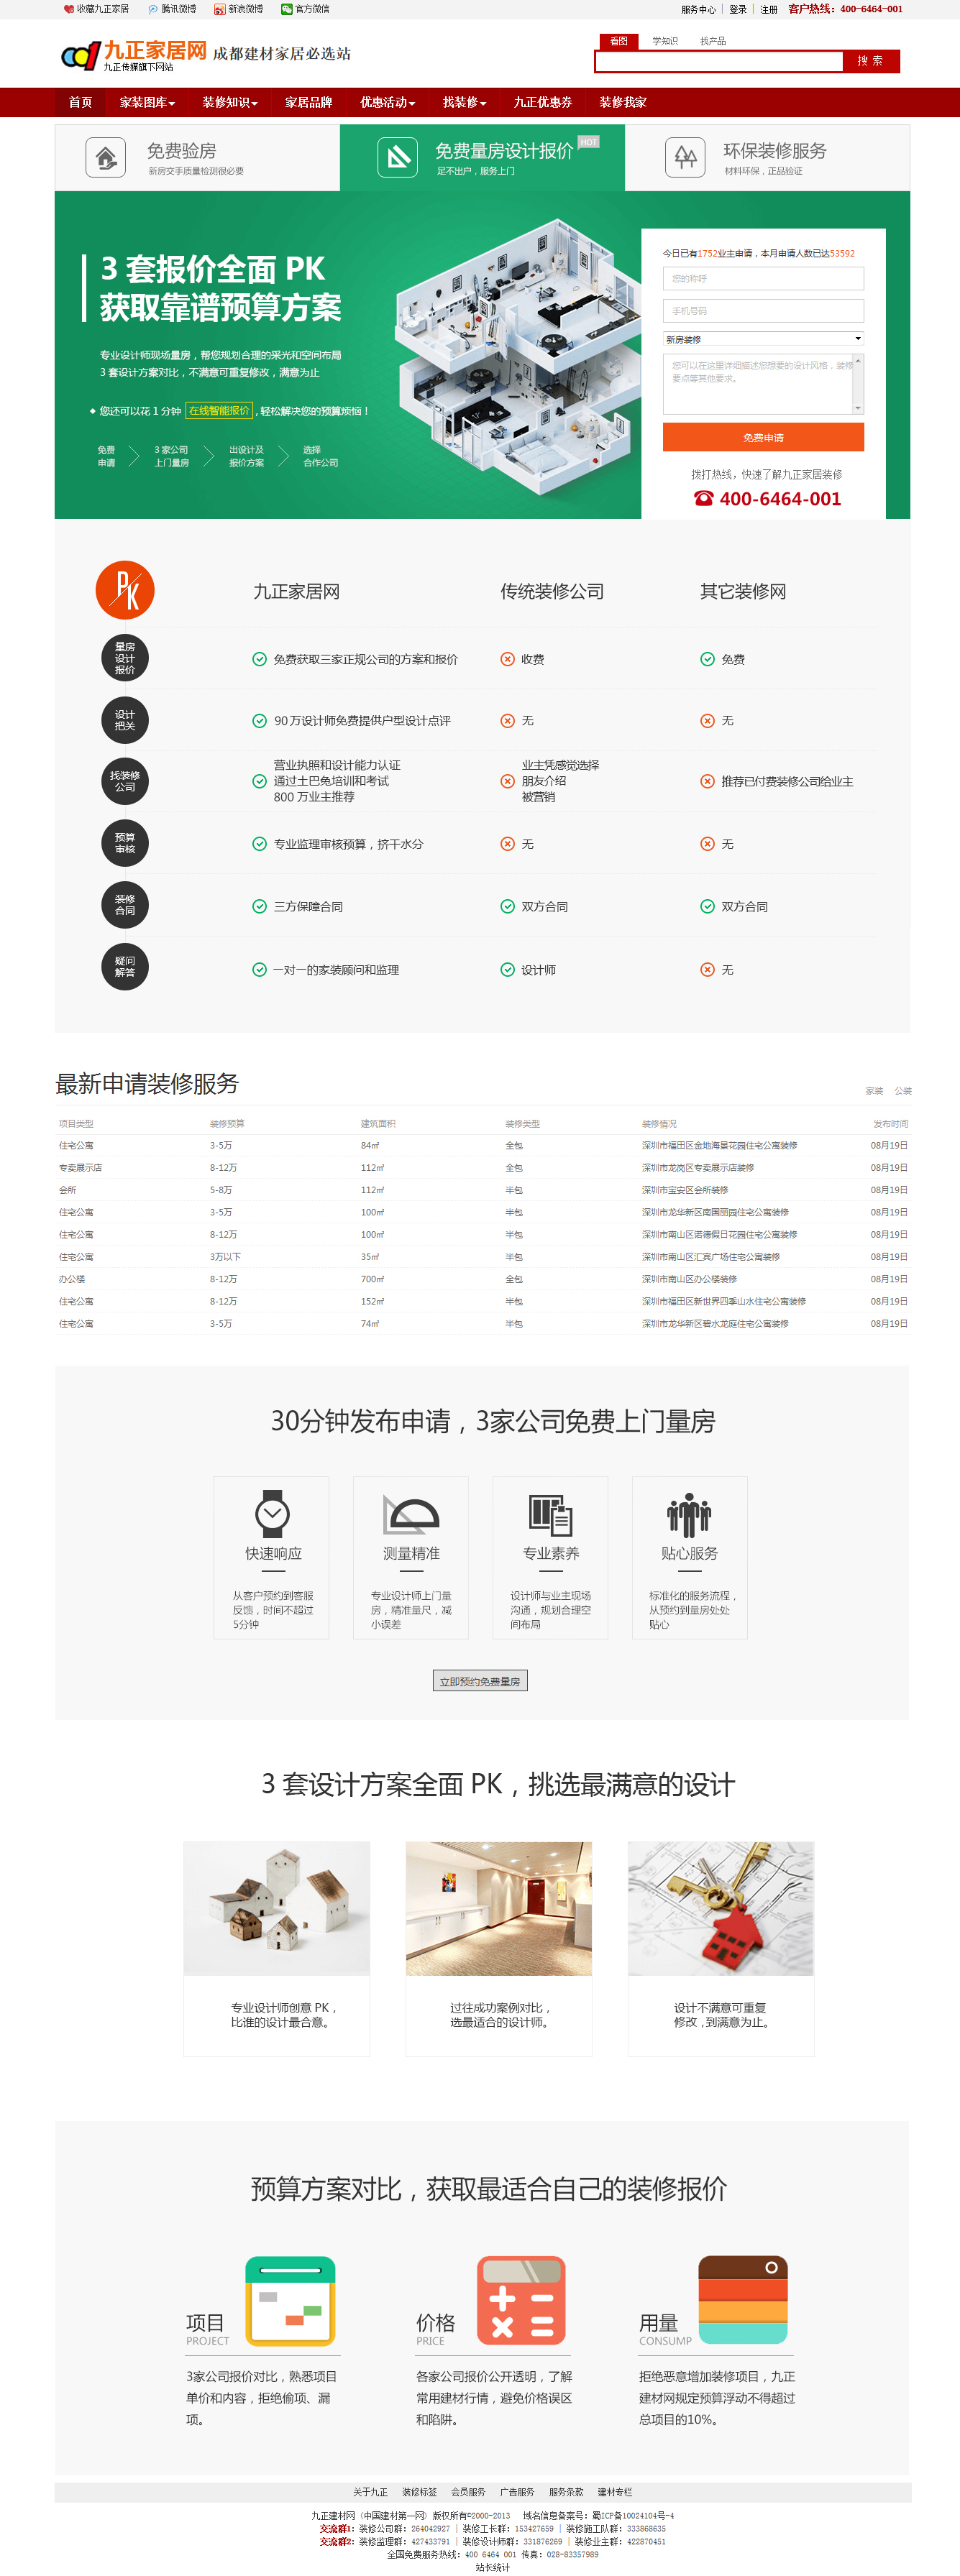 收藏九正家居 腾讯微博 新浪微博 官方微信
服务中心 | 登录 | 注册 客户热线：400-6464-001
九正家居网
九正传媒旗下网站
成都建材家居必选站
看图 学知识 找产品
搜 索
首页 家装图库 装修知识 家居品牌 优惠活动 找装修 九正优惠券 装修我家
免费验房
新房交手质量检测很必要
免费量房设计报价 HOT
足不出户，服务上门
环保装修服务
材料环保，正品验证
3 套报价全面 PK
获取靠谱预算方案
专业设计师现场量房，帮您规划合理的采光和空间布局
3 套设计方案对比，不满意可重复修改，满意为止
您还可以花 1 分钟 在线智能报价，轻松解决您的预算烦恼！
免费
申请
3 家公司
上门量房
出设计及
报价方案
选择
合作公司
今日已有1752业主申请，本月申请人数已达53592
您的称呼
手机号码
新房装修
您可以在这里详细描述您想要的设计风格，装修
要点等其他要求。
免费申请
拨打热线，快速了解九正家居装修
400-6464-001
PK 九正家居网 传统装修公司 其它装修网
量房
设计
报价
免费获取三家正规公司的方案和报价 收费 免费
设计
把关
90 万设计师免费提供户型设计点评 无 无
找装修
公司
营业执照和设计能力认证
通过土巴兔培训和考试
800 万业主推荐
业主凭感觉选择
朋友介绍
被营销
推荐已付费装修公司给业主
预算
审核
专业监理审核预算，挤干水分 无 无
装修
合同
三方保障合同 双方合同 双方合同
疑问
解答
一对一的家装顾问和监理 设计师 无
最新申请装修服务 家装 公装
项目类型 装修预算 建筑面积 装修类型 装修情况 发布时间
住宅公寓 3-5万 84㎡ 全包 深圳市福田区金地海景花园住宅公寓装修 08月19日
专卖展示店 8-12万 112㎡ 全包 深圳市龙岗区专卖展示店装修 08月19日
会所 5-8万 112㎡ 半包 深圳市宝安区会所装修 08月19日
住宅公寓 3-5万 100㎡ 半包 深圳市龙华新区南国丽园住宅公寓装修 08月19日
住宅公寓 8-12万 100㎡ 半包 深圳市南山区诺德假日花园住宅公寓装修 08月19日
住宅公寓 3万以下 35㎡ 半包 深圳市南山区汇宾广场住宅公寓装修 08月19日
办公楼 8-12万 700㎡ 全包 深圳市南山区办公楼装修 08月19日
住宅公寓 8-12万 152㎡ 半包 深圳市福田区新世界四季山水住宅公寓装修 08月19日
住宅公寓 3-5万 74㎡ 半包 深圳市龙华新区碧水龙庭住宅公寓装修 08月19日
30分钟发布申请，3家公司免费上门量房
快速响应
从客户预约到客服
反馈，时间不超过
5分钟
测量精准
专业设计师上门量
房，精准量尺，减
小误差
专业素养
设计师与业主现场
沟通，规划合理空
间布局
贴心服务
标准化的服务流程，
从预约到量房处处
贴心
立即预约免费量房
3 套设计方案全面 PK，挑选最满意的设计
专业设计师创意 PK，
比谁的设计最合意。
过往成功案例对比，
选最适合的设计师。
设计不满意可重复
修改，到满意为止。
预算方案对比，获取最适合自己的装修报价
项目
PROJECT
3家公司报价对比，熟悉项目
单价和内容，拒绝偷项、漏
项。
价格
PRICE
各家公司报价公开透明，了解
常用建材行情，避免价格误区
和陷阱。
用量
CONSUMP
拒绝恶意增加装修项目，九正
建材网规定预算浮动不得超过
总项目的10%。
关于九正 装修标签 会员服务 广告服务 服务条款 建材专栏
九正建材网（中国建材第一网）版权所有©2000-2013 域名信息备案号：蜀ICP备10024104号-4
交流群1：装修公司群：264042927 | 装修工长群：153427659 | 装修施工队群：333868635
交流群2：装修监理群：427433791 | 装修设计师群：331876269 | 装修业主群：422870451
全国免费服务热线：400 6464 001 传真：028-83357989
站长统计